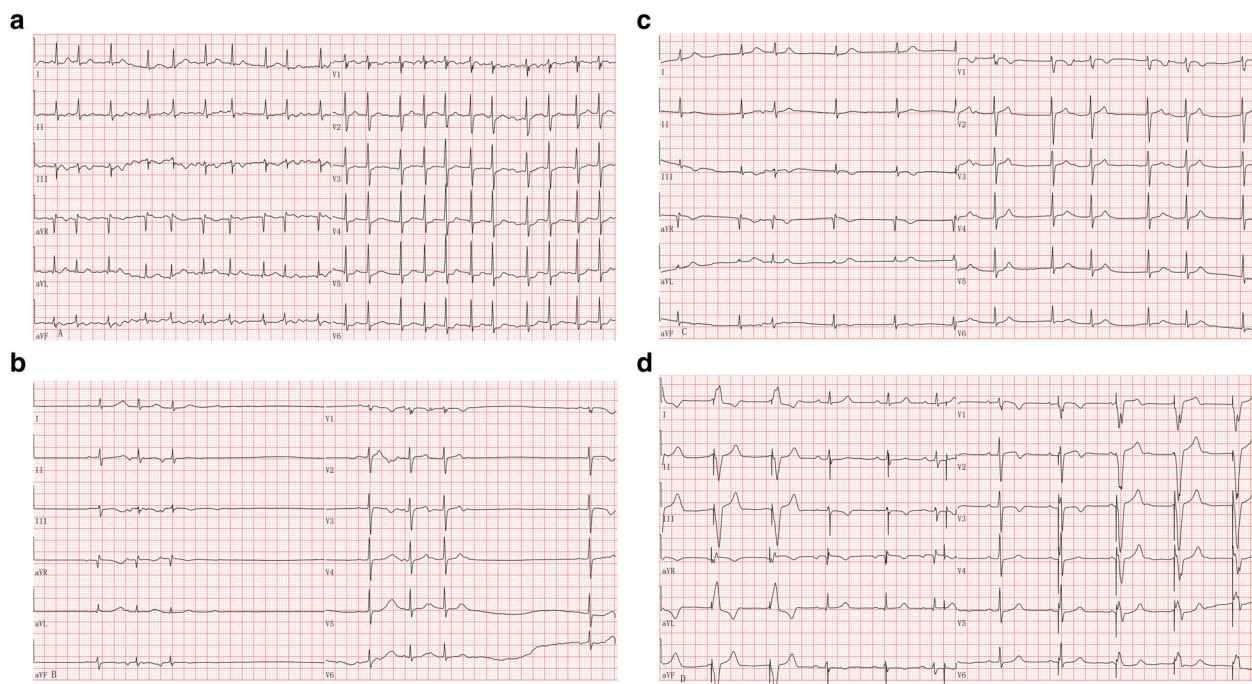 a
I
V1
II
V2
III
V3
aVR
V4
aVL
V5
aVF A
V6
b
I
V1
II
V2
III
V3
aVR
V4
aVL
V5
aVF B
V6
c
I
V1
II
V2
III
V3
aVR
V4
aVL
V5
aVF C
V6
d
I
V1
II
V2
III
V3
aVR
V4
aVL
V5
aVF D
V6